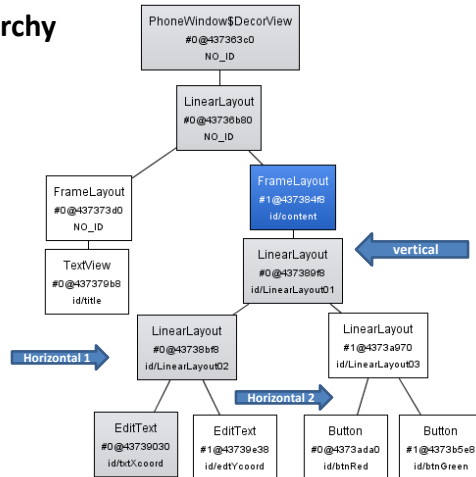 rchy
PhoneWindow$DecorView
#0@437363c0
NO_ID
LinearLayout
#0@43736b80
NO_ID
FrameLayout
#0@437373d0
NO_ID
FrameLayout
#1@437384f8
id/content
TextView
#0@437379b8
id/title
LinearLayout
#0@437389f8
id/LinearLayout01
vertical
Horizontal 1
LinearLayout
#0@43738bf8
id/LinearLayout02
LinearLayout
#1@4373a970
id/LinearLayout03
Horizontal 2
EditText
#0@43739030
id/txtXcoord
EditText
#1@43739e38
id/edtYcoord
Button
#0@4373ada0
id/btnRed
Button
#1@4373b5e8
id/btnGreen